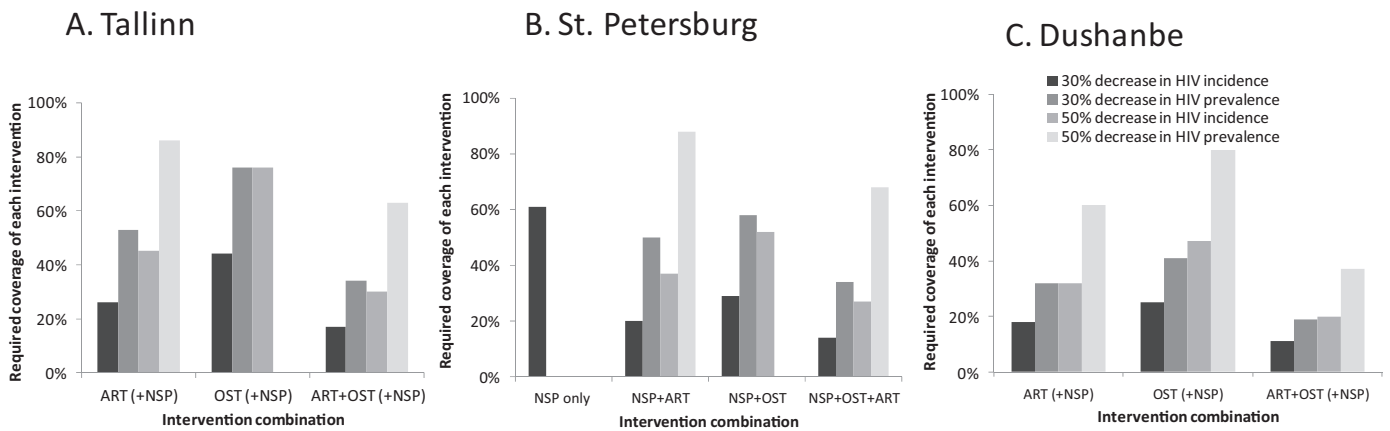 A. Tallinn
Required coverage of each intervention
100%
80%
60%
40%
20%
0%
ART (+NSP) OST (+NSP) ART+OST (+NSP)
Intervention combination
B. St. Petersburg
Required coverage of each intervention
100%
80%
60%
40%
20%
0%
NSP only NSP+ART NSP+OST NSP+OST+ART
Intervention combination
C. Dushanbe
30% decrease in HIV incidence
30% decrease in HIV prevalence
50% decrease in HIV incidence
50% decrease in HIV prevalence
Required coverage of each intervention
100%
80%
60%
40%
20%
0%
ART (+NSP) OST (+NSP) ART+OST (+NSP)
Intervention combination